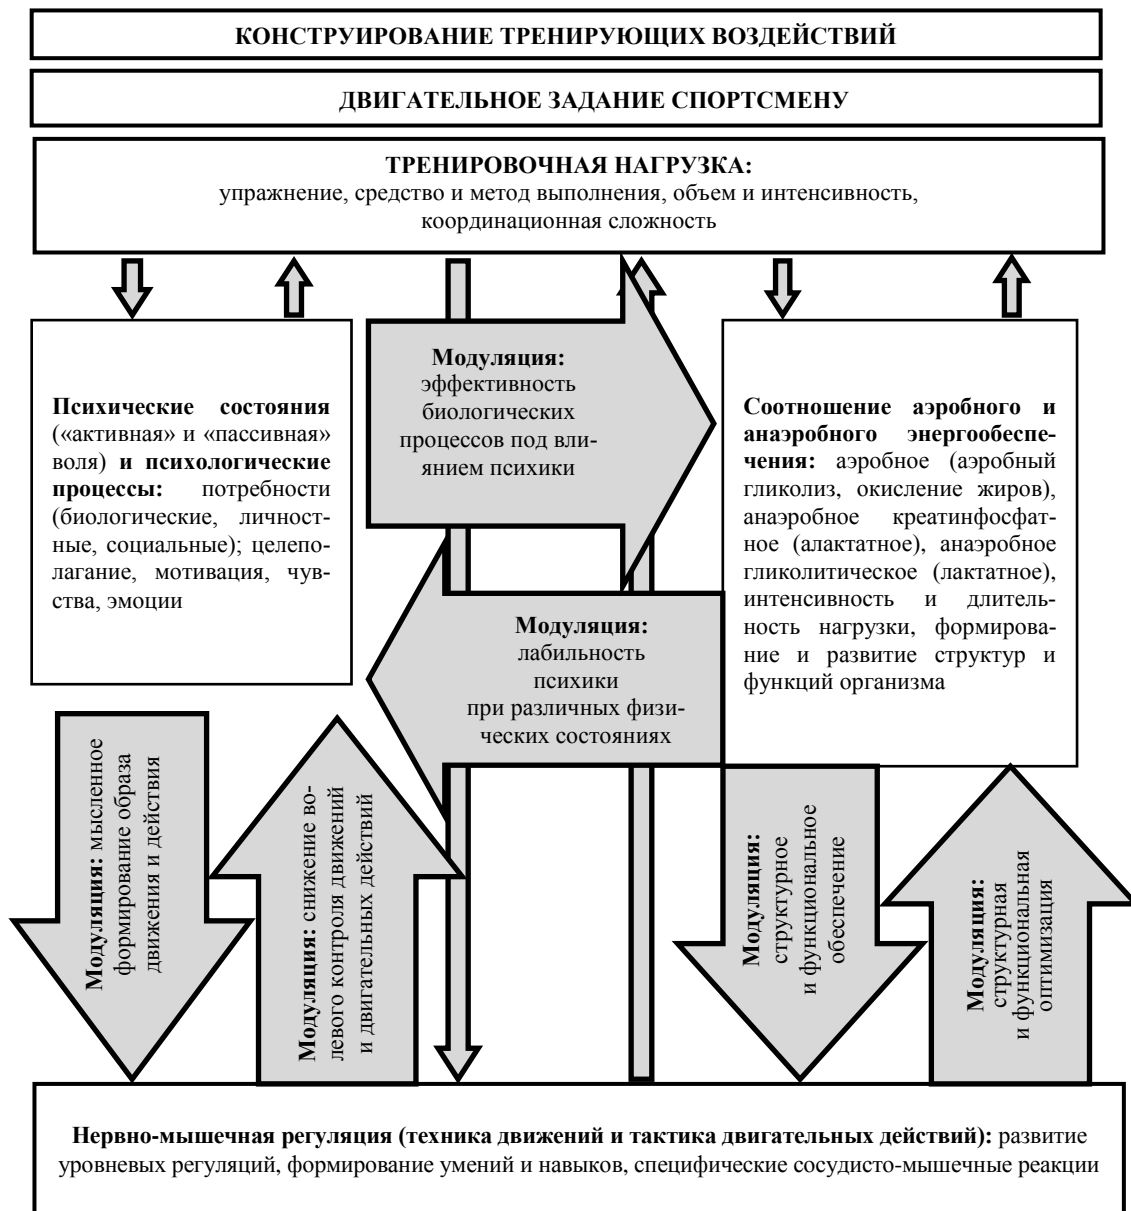 КОНСТРУИРОВАНИЕ ТРЕНИРУЮЩИХ ВОЗДЕЙСТВИЙ
ДВИГАТЕЛЬНОЕ ЗАДАНИЕ СПОРТСМЕНУ
ТРЕНИРОВОЧНАЯ НАГРУЗКА:
упражнение, средство и метод выполнения, объем и интенсивность,
координационная сложность
Психические состояния
(«активная» и «пассивная»
воля) и психологические
процессы: потребности
(биологические, личност-
ные, социальные); целепо-
лагание, мотивация, чув-
ства, эмоции
Модуляция:
эффективность
биологических
процессов под вли-
янием психики
Соотношение аэробного и
анаэробного энергообеспе-
чения: аэробное (аэробный
гликолиз, окисление жиров),
анаэробное креатинфосфат-
ное (алактатное), анаэробное
гликолитическое (лактатное),
интенсивность и длитель-
ность нагрузки, формирова-
ние и развитие структур и
функций организма
Модуляция:
лабильность
психики
при различных физи-
ческих состояниях
Модуляция: мысленное
формирование образа
движения и действия
Модуляция: снижение во-
левого контроля движений
и двигательных действий
Модуляция:
структурное
и функциональное
обеспечение
Модуляция:
структурная
и функциональная
оптимизация
Нервно-мышечная регуляция (техника движений и тактика двигательных действий): развитие
уровневых регуляций, формирование умений и навыков, специфические сосудисто-мышечные реакции